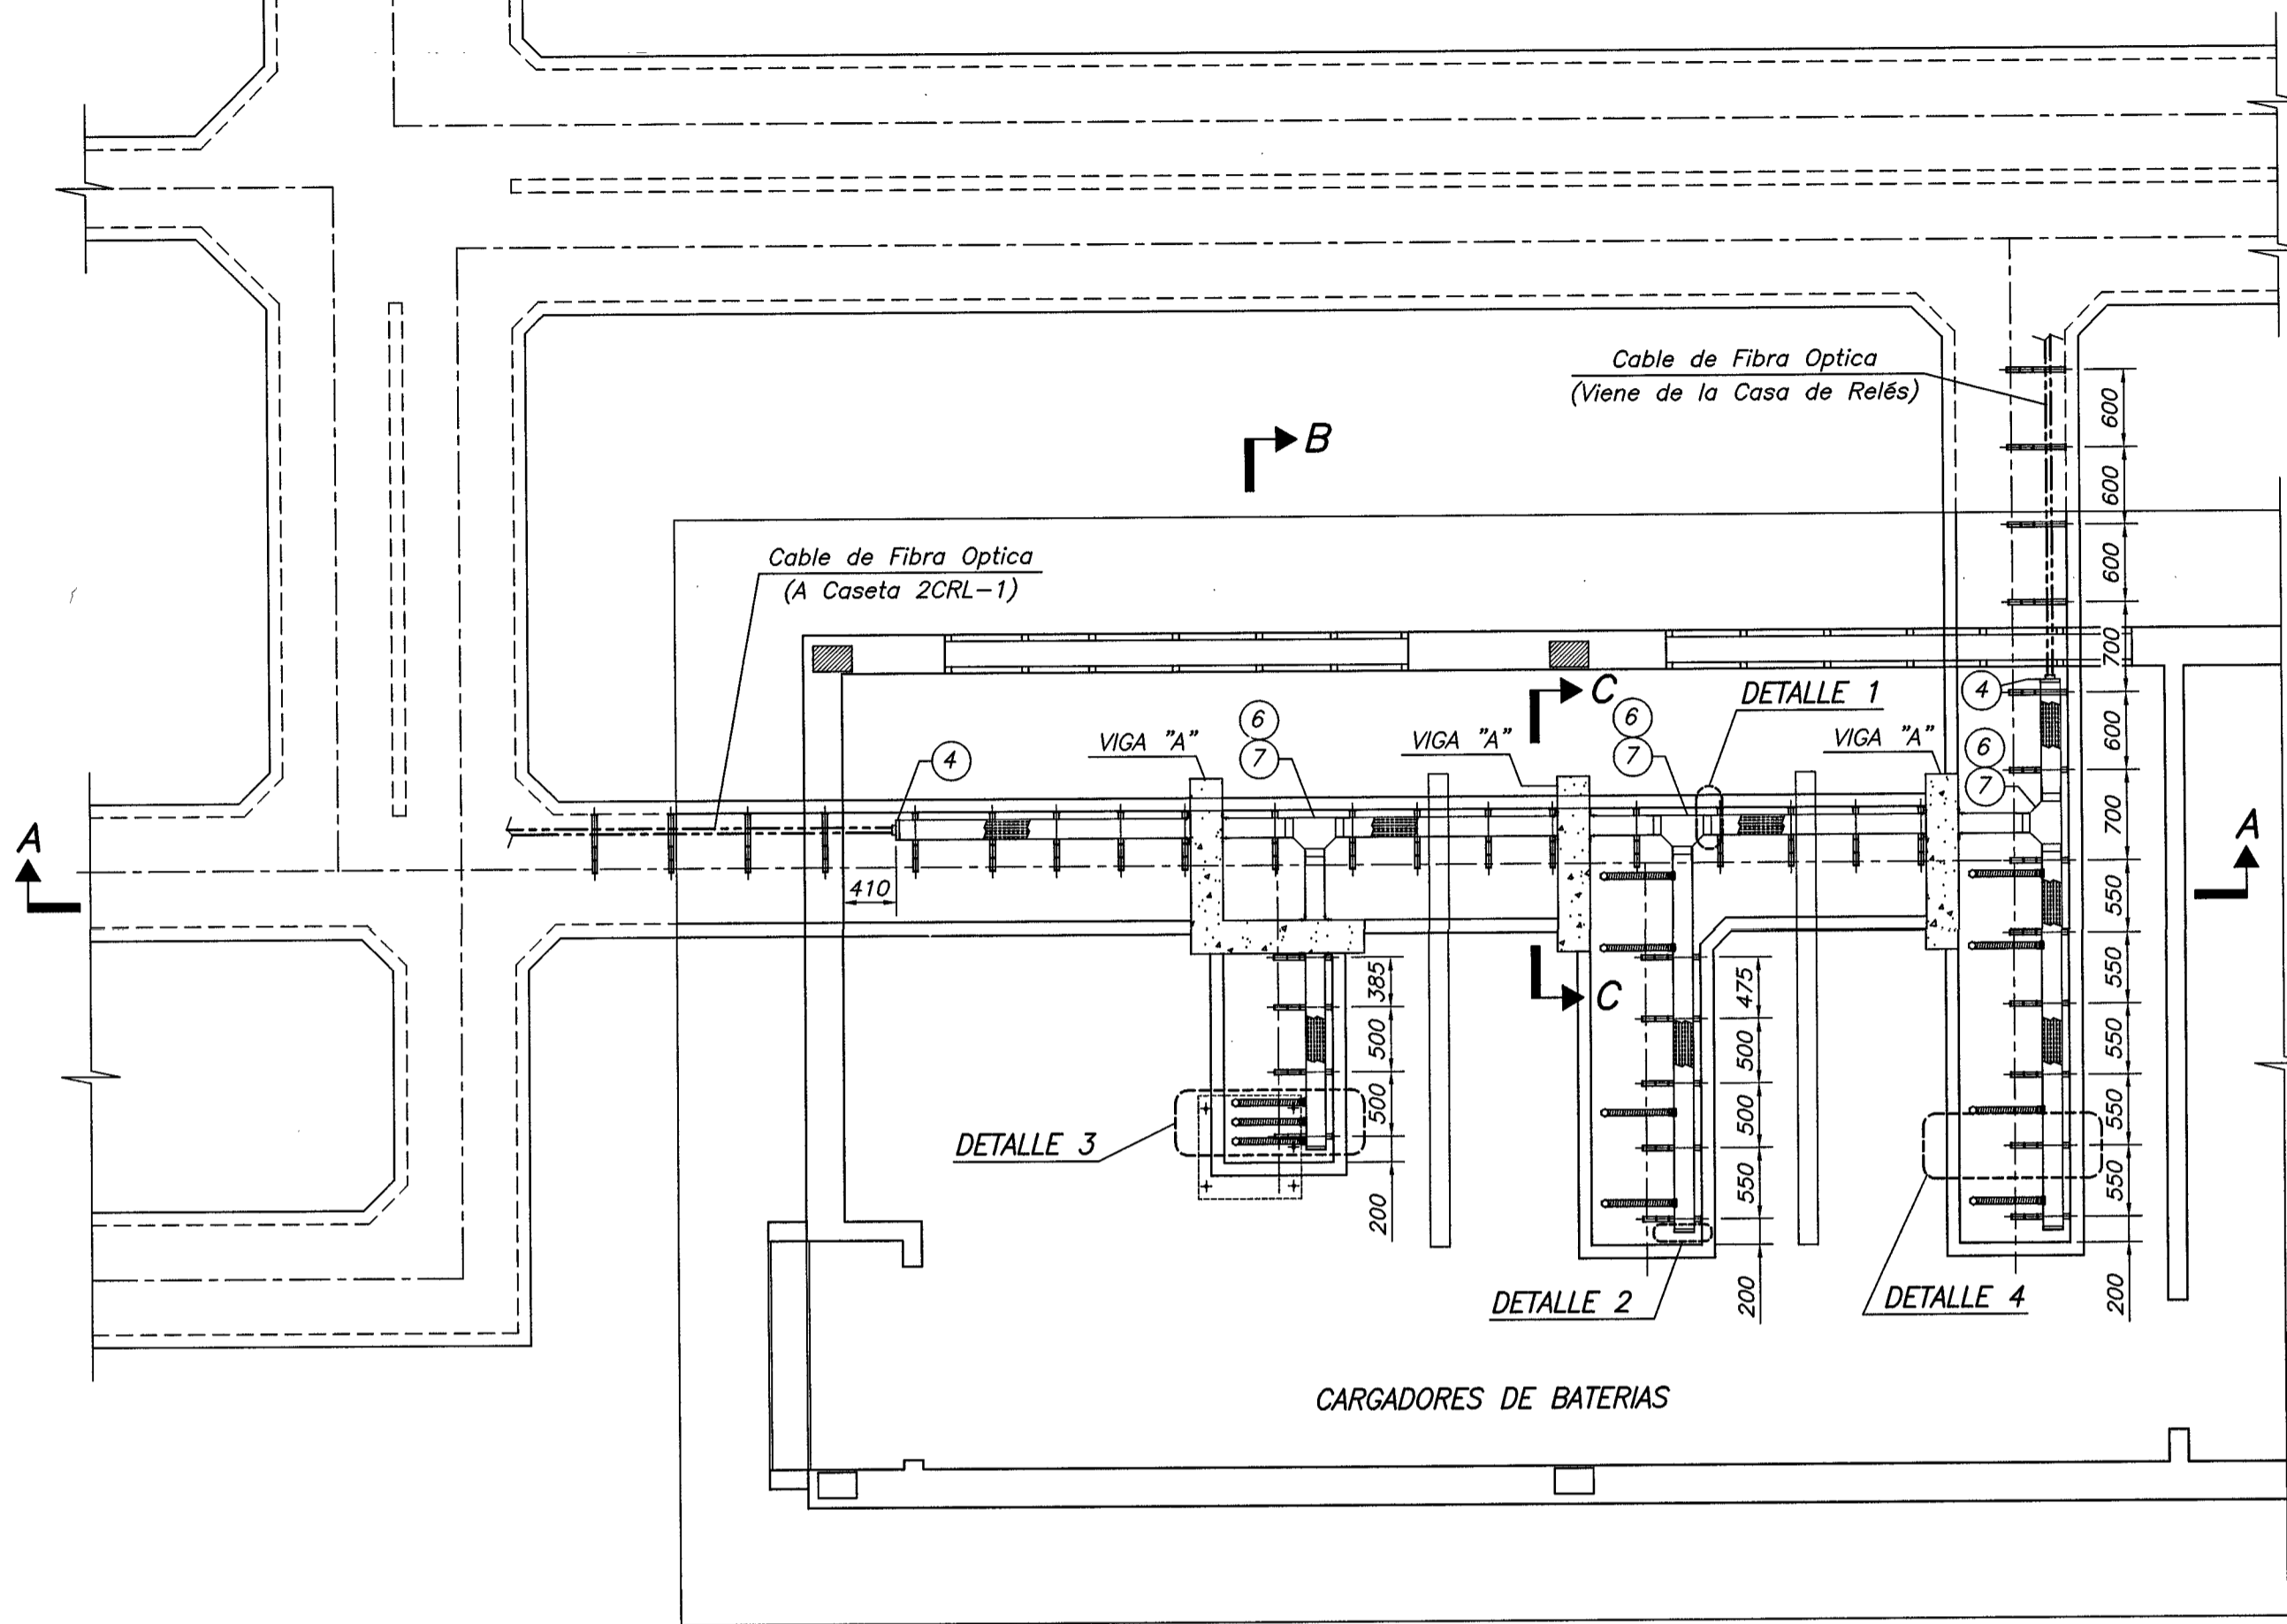 Cable de Fibra Optica
(Viene de la Casa de Relés)
600
600
600
700
600
700
550
550
550
550
550
200
B
Cable de Fibra Optica
(A Caseta 2CRL-1)
C
DETALLE 1
4
6
7
VIGA "A"
4
6
7
VIGA "A"
6
7
VIGA "A"
A
A
410
C
385
500
500
200
475
500
500
550
200
DETALLE 3
DETALLE 2
DETALLE 4
CARGADORES DE BATERIAS